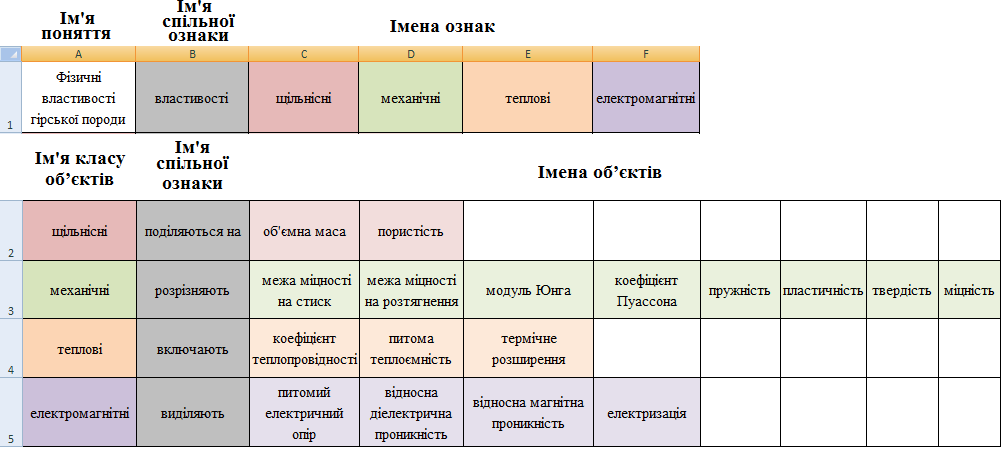 Ім'я
поняття
Ім'я
спільної
ознаки
Імена ознак
A B C D E F
1
Фізичні
властивості
гірської породи
властивості
щільнісні
механічні
теплові
електромагнітні
Ім'я класу
об’єктів
Ім'я
спільної
ознаки
Імена об’єктів
2
щільнісні
поділяються на
об'ємна маса
пористість
3
механічні
розрізняють
межа міцності
на стиск
межа міцності
на розтягнення
модуль Юнга
коефіцієнт
Пуассона
пружність
пластичність
твердість
міцність
4
теплові
включають
коефіцієнт
теплопровідності
питома
теплоємність
термічне
розширення
5
електромагнітні
виділяють
питомий
електричний
опір
відносна
діелектрична
проникність
відносна магнітна
проникність
електризація